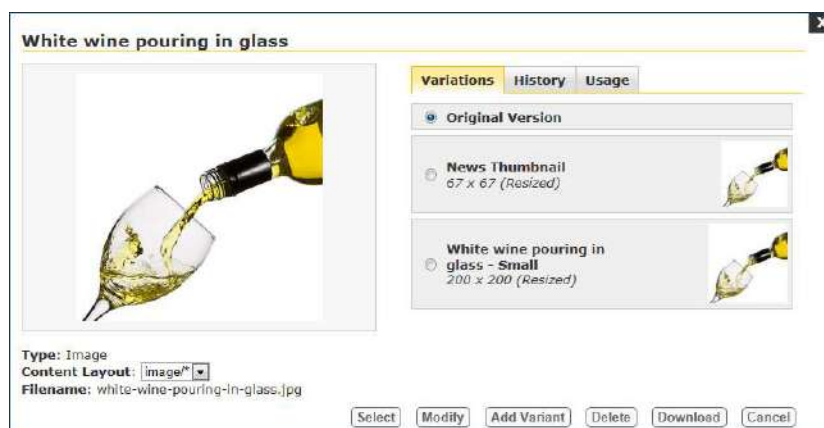 X
White wine pouring in glass
Variations History Usage
Original Version
News Thumbnail
67 x 67 (Resized)
White wine pouring in
glass - Small
200 x 200 (Resized)
Type: Image
Content Layout: image/*
Filename: white-wine-pouring-in-glass.jpg
Select Modify Add Variant Delete Download Cancel